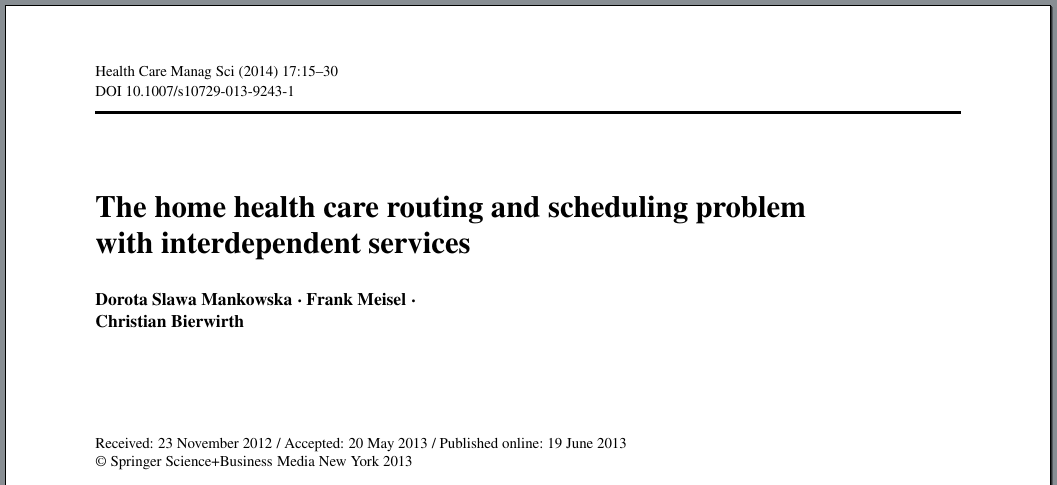 Health Care Manag Sci (2014) 17:15–30
DOI 10.1007/s10729-013-9243-1
The home health care routing and scheduling problem
with interdependent services
Dorota Slawa Mankowska · Frank Meisel ·
Christian Bierwirth
Received: 23 November 2012 / Accepted: 20 May 2013 / Published online: 19 June 2013
© Springer Science+Business Media New York 2013